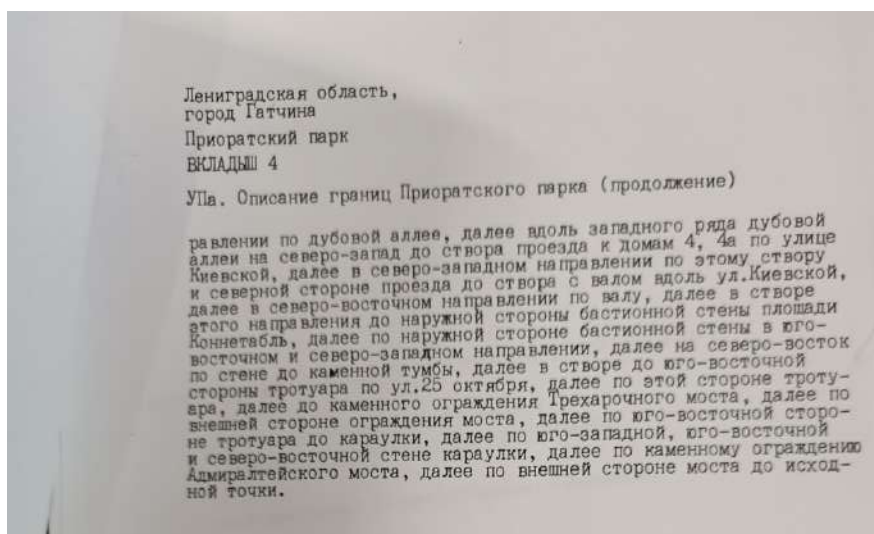 Лениградская область,
город Гатчина
Приоратский парк
ВКЛАДЫШ 4
УПа. Описание границ Приоратского парка (продолжение)
равлении по дубовой аллее, далее вдоль западного ряда дубовой
аллеи на северо-запад до створа проезда к домам 4, 4а по улице
Киевской, далее в северо-западном направлении по этому створу
и северной стороне проезда до створа с валом вдоль ул.Киевской,
далее в северо-восточном направлении по валу, далее в створе
этого направления до наружной стороны бастионной стены площади
Коннетабль, далее по наружной стороне бастионной стены в юго-
восточном и северо-западном направлении, далее на северо-восток
по стене до каменной тумбы, далее в створе до юго-восточной
стороны тротуара по ул.25 октября, далее по этой стороне троту-
ара, далее до каменного ограждения Трехарочного моста, далее по
внешней стороне ограждения моста, далее по юго-восточной сторо-
не тротуара до караулки, далее по юго-западной, юго-восточной
и северо-восточной стене караулки, далее по каменному ограждению
Адмиралтейского моста, далее по внешней стороне моста до исход-
ной точки.